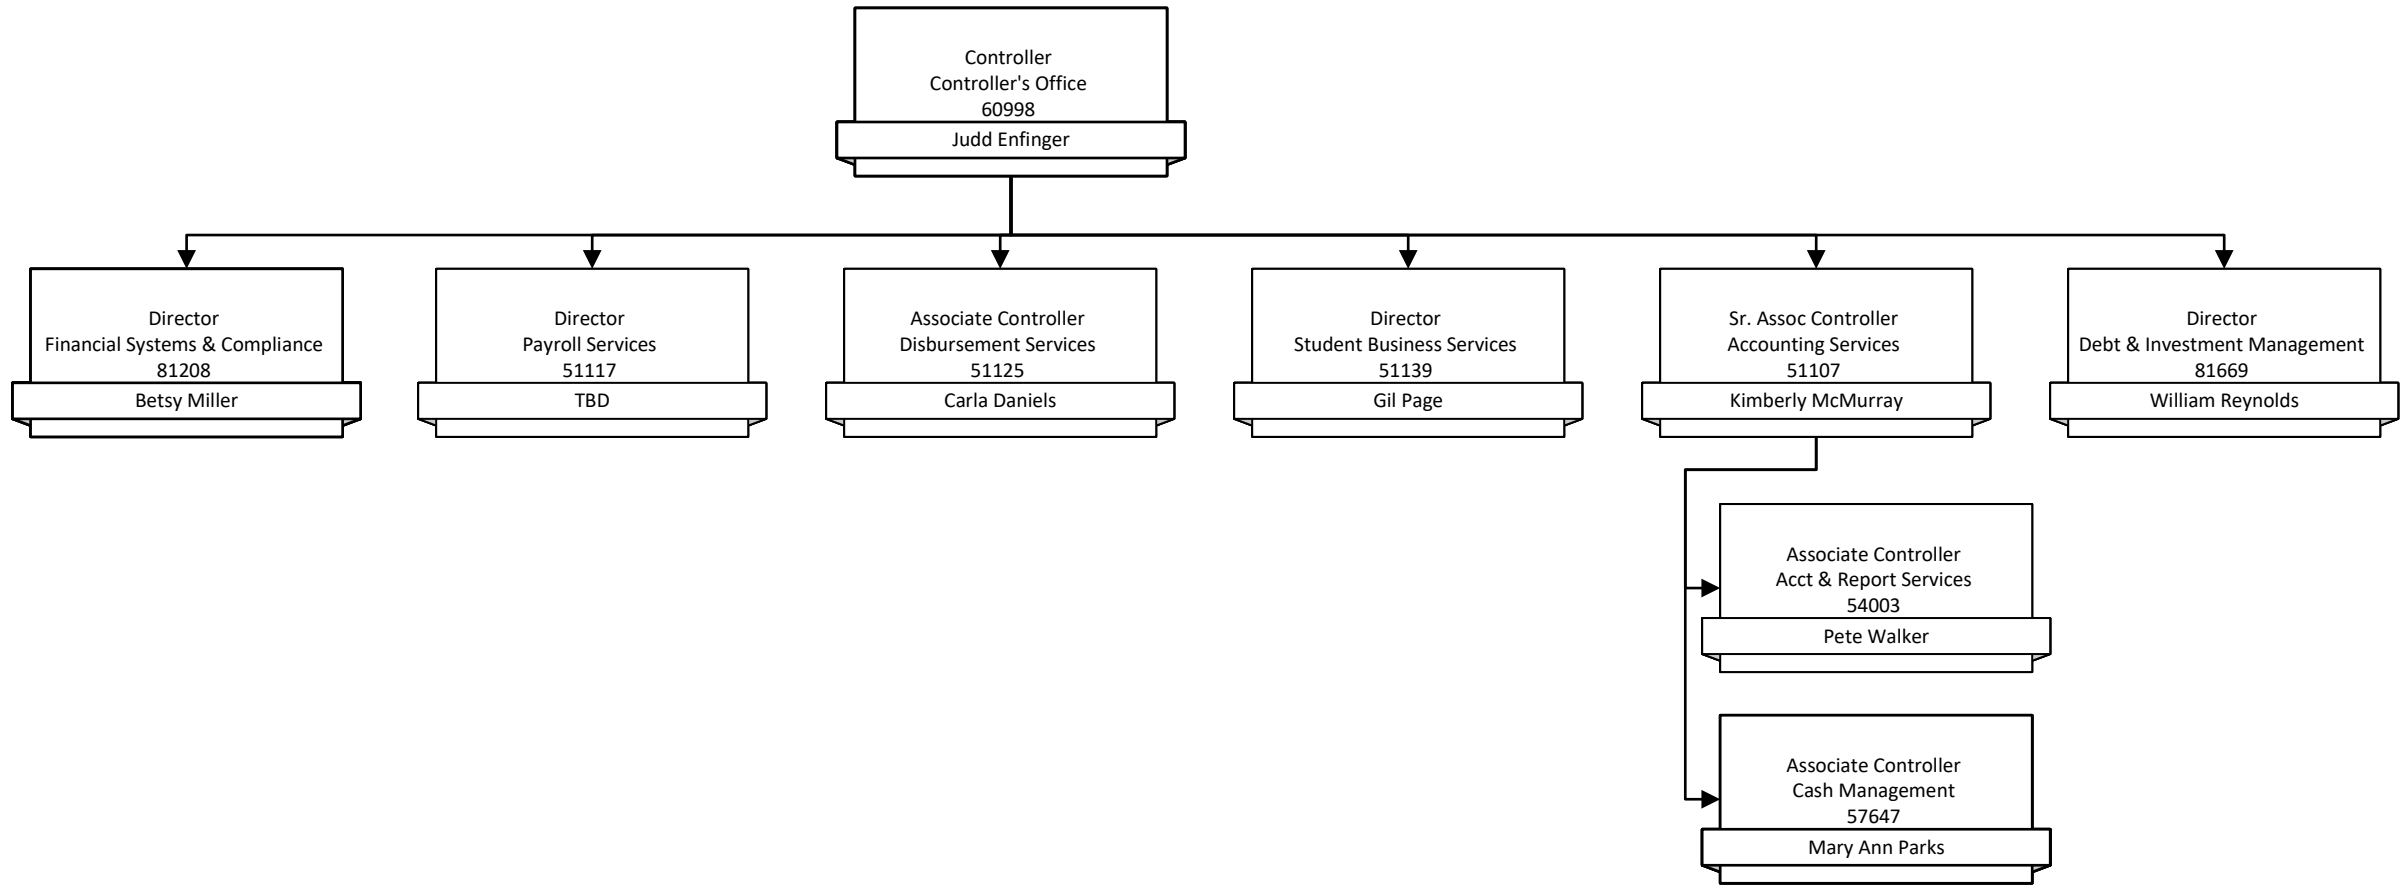 Controller
Controller's Office
60998
Judd Enfinger
Director
Financial Systems & Compliance
81208
Betsy Miller
Director
Payroll Services
51117
TBD
Associate Controller
Disbursement Services
51125
Carla Daniels
Director
Student Business Services
51139
Gil Page
Sr. Assoc Controller
Accounting Services
51107
Kimberly McMurray
Director
Debt & Investment Management
81669
William Reynolds
Associate Controller
Acct & Report Services
54003
Pete Walker
Associate Controller
Cash Management
57647
Mary Ann Parks